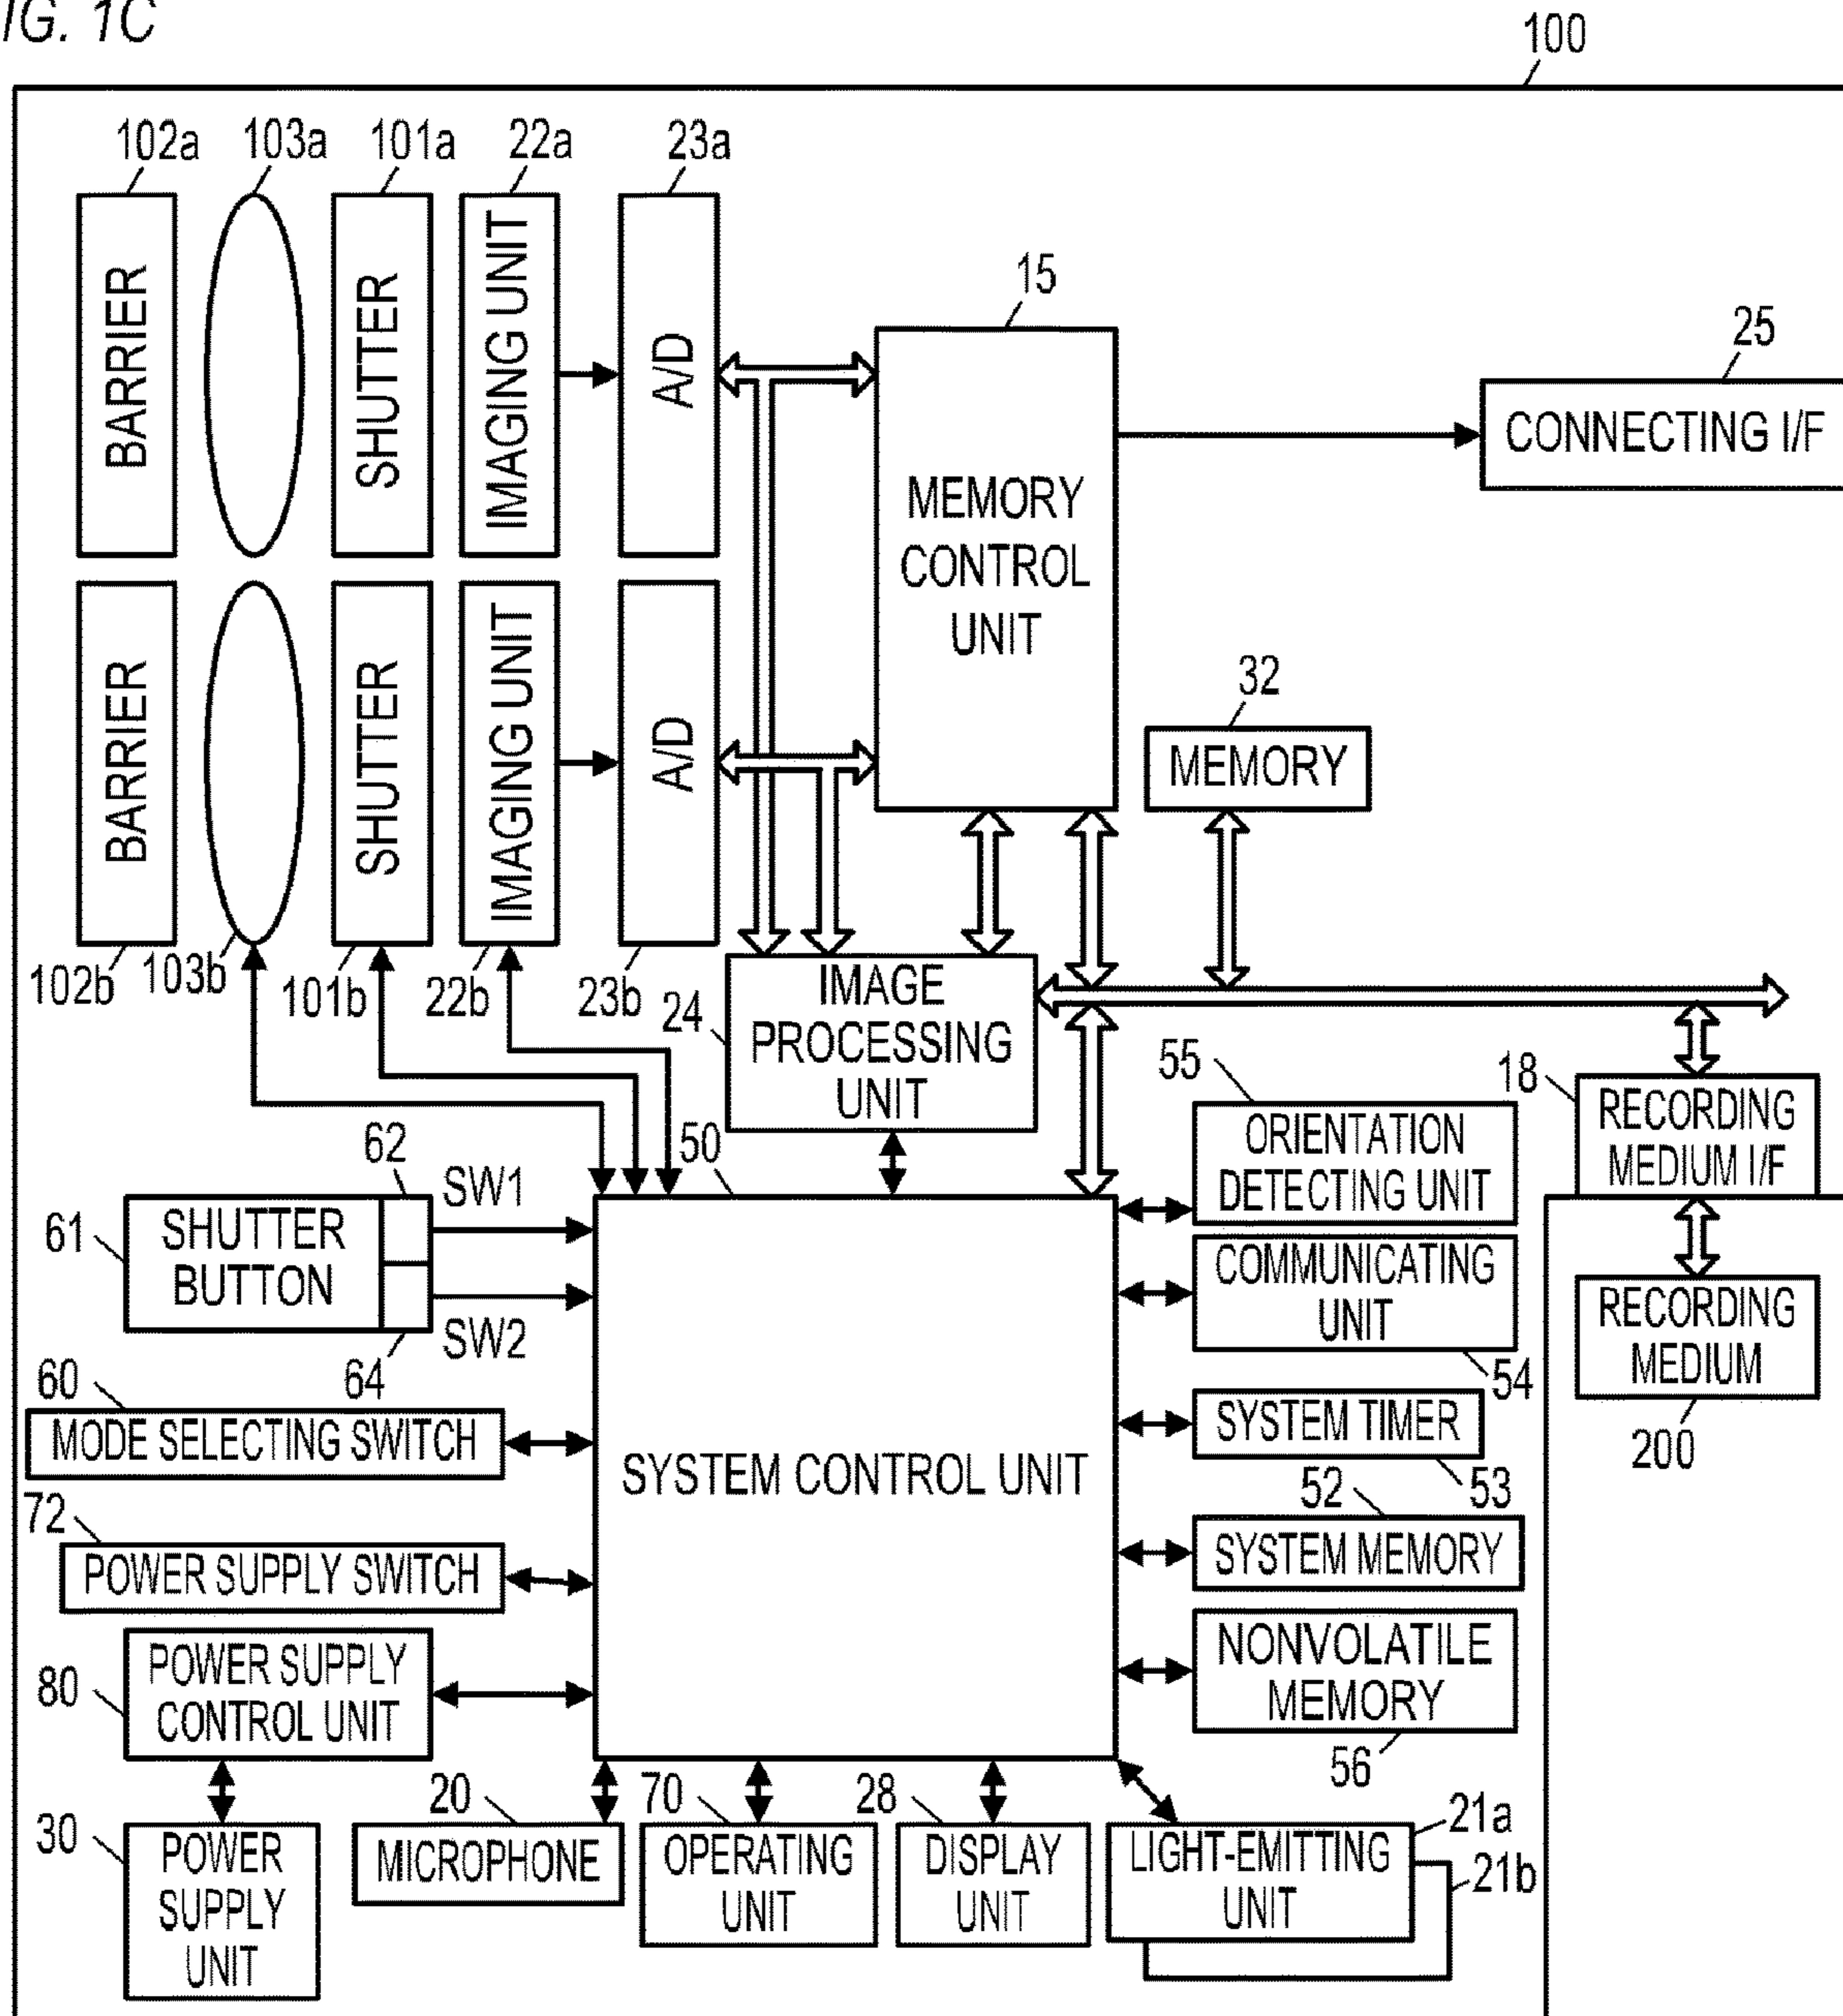 IG. 1C
100
102a
103a
101a
22a
23a
BARRIER
SHUTTER
IMAGING UNIT
A/D
15
MEMORY
CONTROL
UNIT
25
CONNECTING I/F
BARRIER
SHUTTER
IMAGING UNIT
A/D
32
MEMORY
102b
103b
101b
22b
23b
24
IMAGE
PROCESSING
UNIT
55
ORIENTATION
DETECTING UNIT
18
RECORDING
MEDIUM I/F
62
SW1
50
61
SHUTTER
BUTTON
SW2
64
COMMUNICATING
UNIT
54
RECORDING
MEDIUM
200
60
MODE SELECTING SWITCH
SYSTEM CONTROL UNIT
SYSTEM TIMER
53
72
POWER SUPPLY SWITCH
52
SYSTEM MEMORY
80
POWER SUPPLY
CONTROL UNIT
NONVOLATILE
MEMORY
56
30
POWER
SUPPLY
UNIT
20
MICROPHONE
70
OPERATING
UNIT
28
DISPLAY
UNIT
LIGHT-EMITTING
UNIT
21a
21b